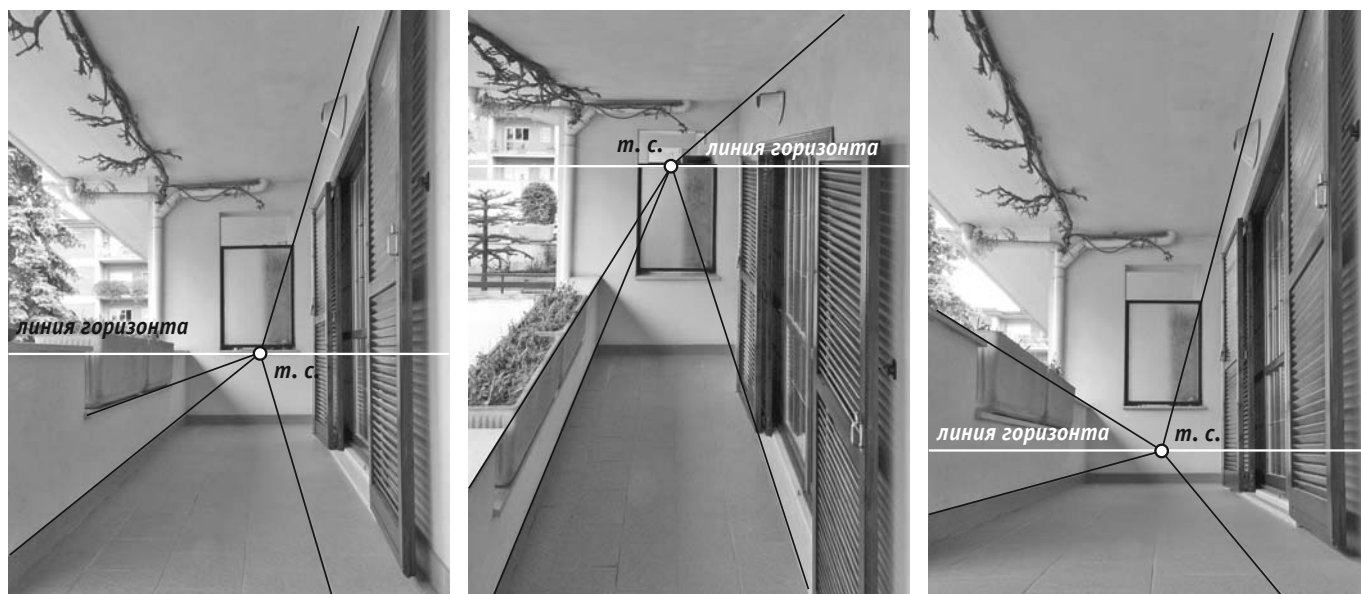 линия горизонта
т. с.
т. с.
линия горизонта
линия горизонта
т. с.